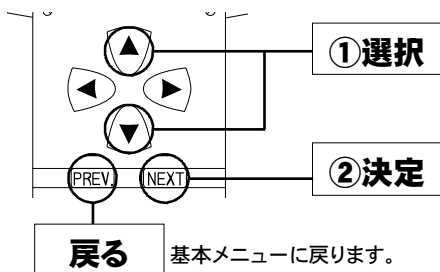 ①選択
PREV.
NEXT
②決定
戻る
基本メニューに戻ります。